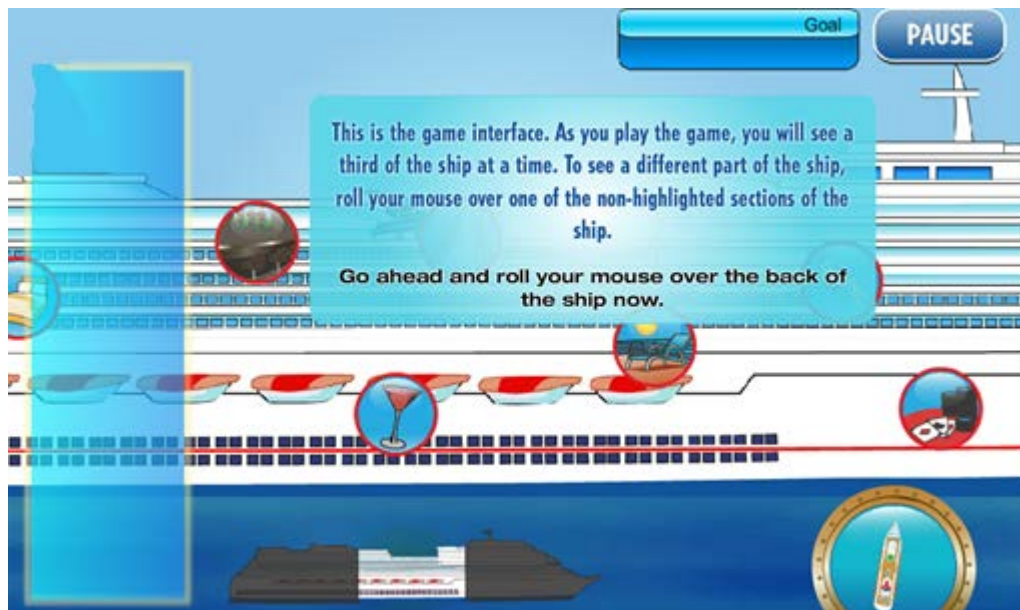 Goal
PAUSE
This is the game interface. As you play the game, you will see a
third of the ship at a time. To see a different part of the ship,
roll your mouse over one of the non-highlighted sections of the
ship.
Go ahead and roll your mouse over the back of
the ship now.